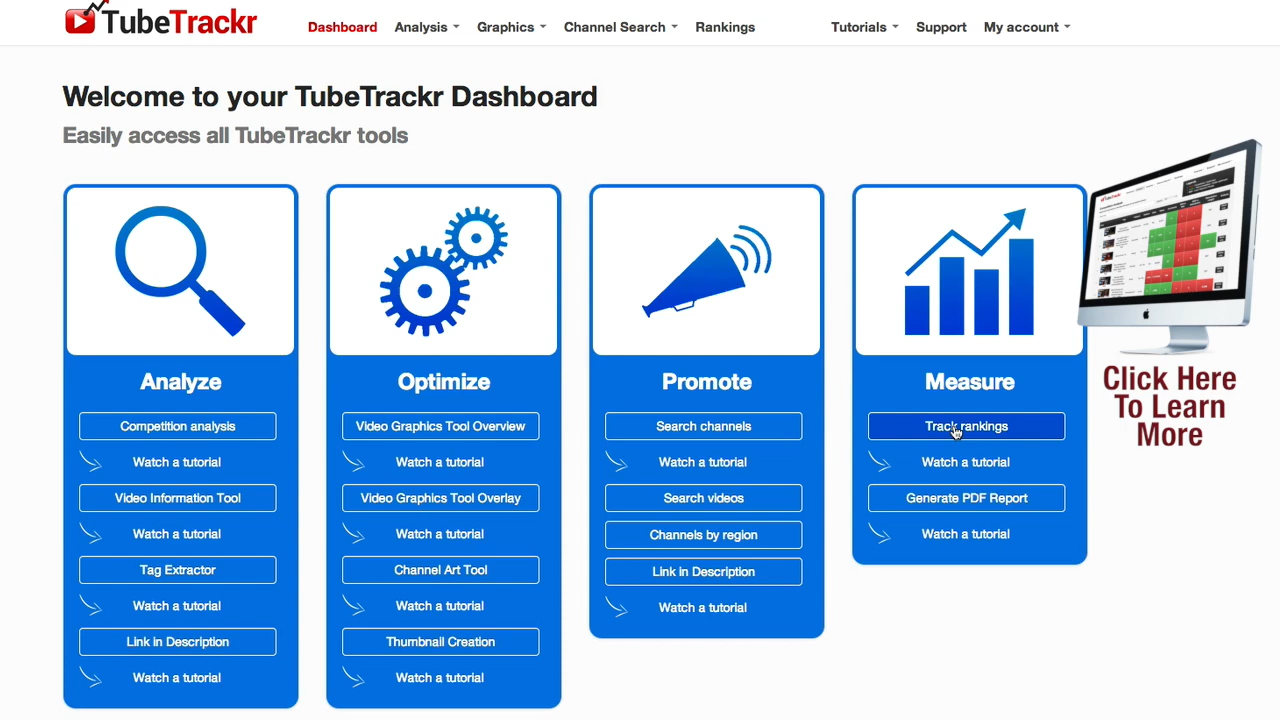 TubeTrackr
Dashboard Analysis Graphics Channel Search Rankings Tutorials Support My account
Welcome to your TubeTrackr Dashboard
Easily access all TubeTrackr tools
Analyze
Competition analysis
Watch a tutorial
Video Information Tool
Watch a tutorial
Tag Extractor
Watch a tutorial
Link in Description
Watch a tutorial
Optimize
Video Graphics Tool Overview
Watch a tutorial
Video Graphics Tool Overlay
Watch a tutorial
Channel Art Tool
Watch a tutorial
Thumbnail Creation
Watch a tutorial
Promote
Search channels
Watch a tutorial
Search videos
Channels by region
Link in Description
Watch a tutorial
Measure
Track rankings
Watch a tutorial
Generate PDF Report
Watch a tutorial
Click Here
To Learn
More